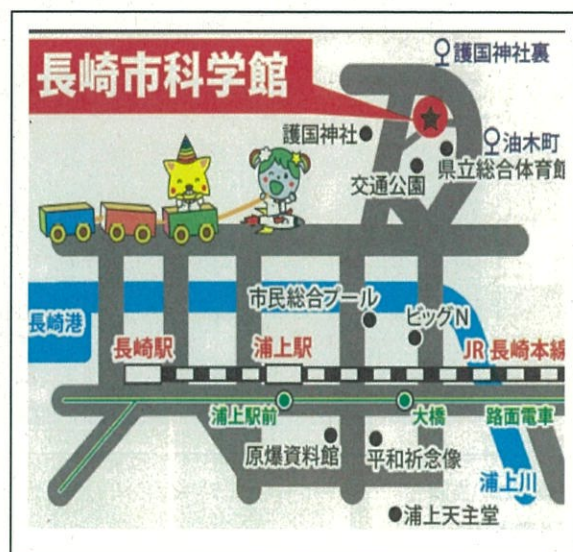 護国神社裏
長崎市科学館
護国神社
油木町
県立総合体育館
交通公園
市民総合プール
ビッグN
長崎港
長崎駅
浦上駅
JR 長崎本線
浦上駅前
大橋
路面電車
原爆資料館
平和祈念像
浦上川
浦上天主堂